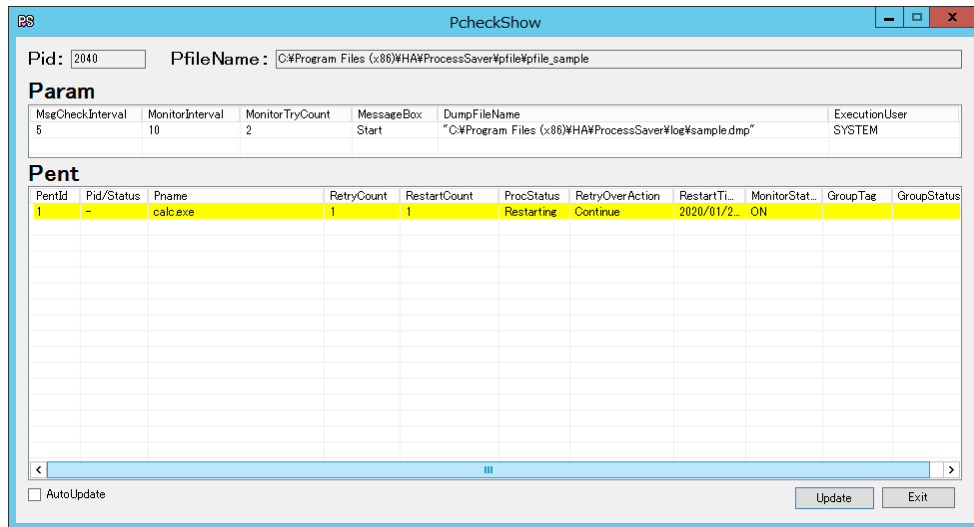 PS PcheckShow
Pid: 2040 PfileName: C:¥Program Files (x86)¥HA¥ProcessSaver¥pfile¥pfile_sample
Param
MsgCheckInterval MonitorInterval MonitorTryCount MessageBox DumpFileName ExecutionUser
5 10 2 Start "C:¥Program Files (x86)¥HA¥ProcessSaver¥log¥sample.dmp" SYSTEM
Pent
PentId Pid/Status Pname RetryCount RestartCount ProcStatus RetryOverAction RestartTi... MonitorStat... GroupTag GroupStatus
1 - calc.exe 1 1 Restarting Continue 2020/01/2... ON
AutoUpdate Update Exit